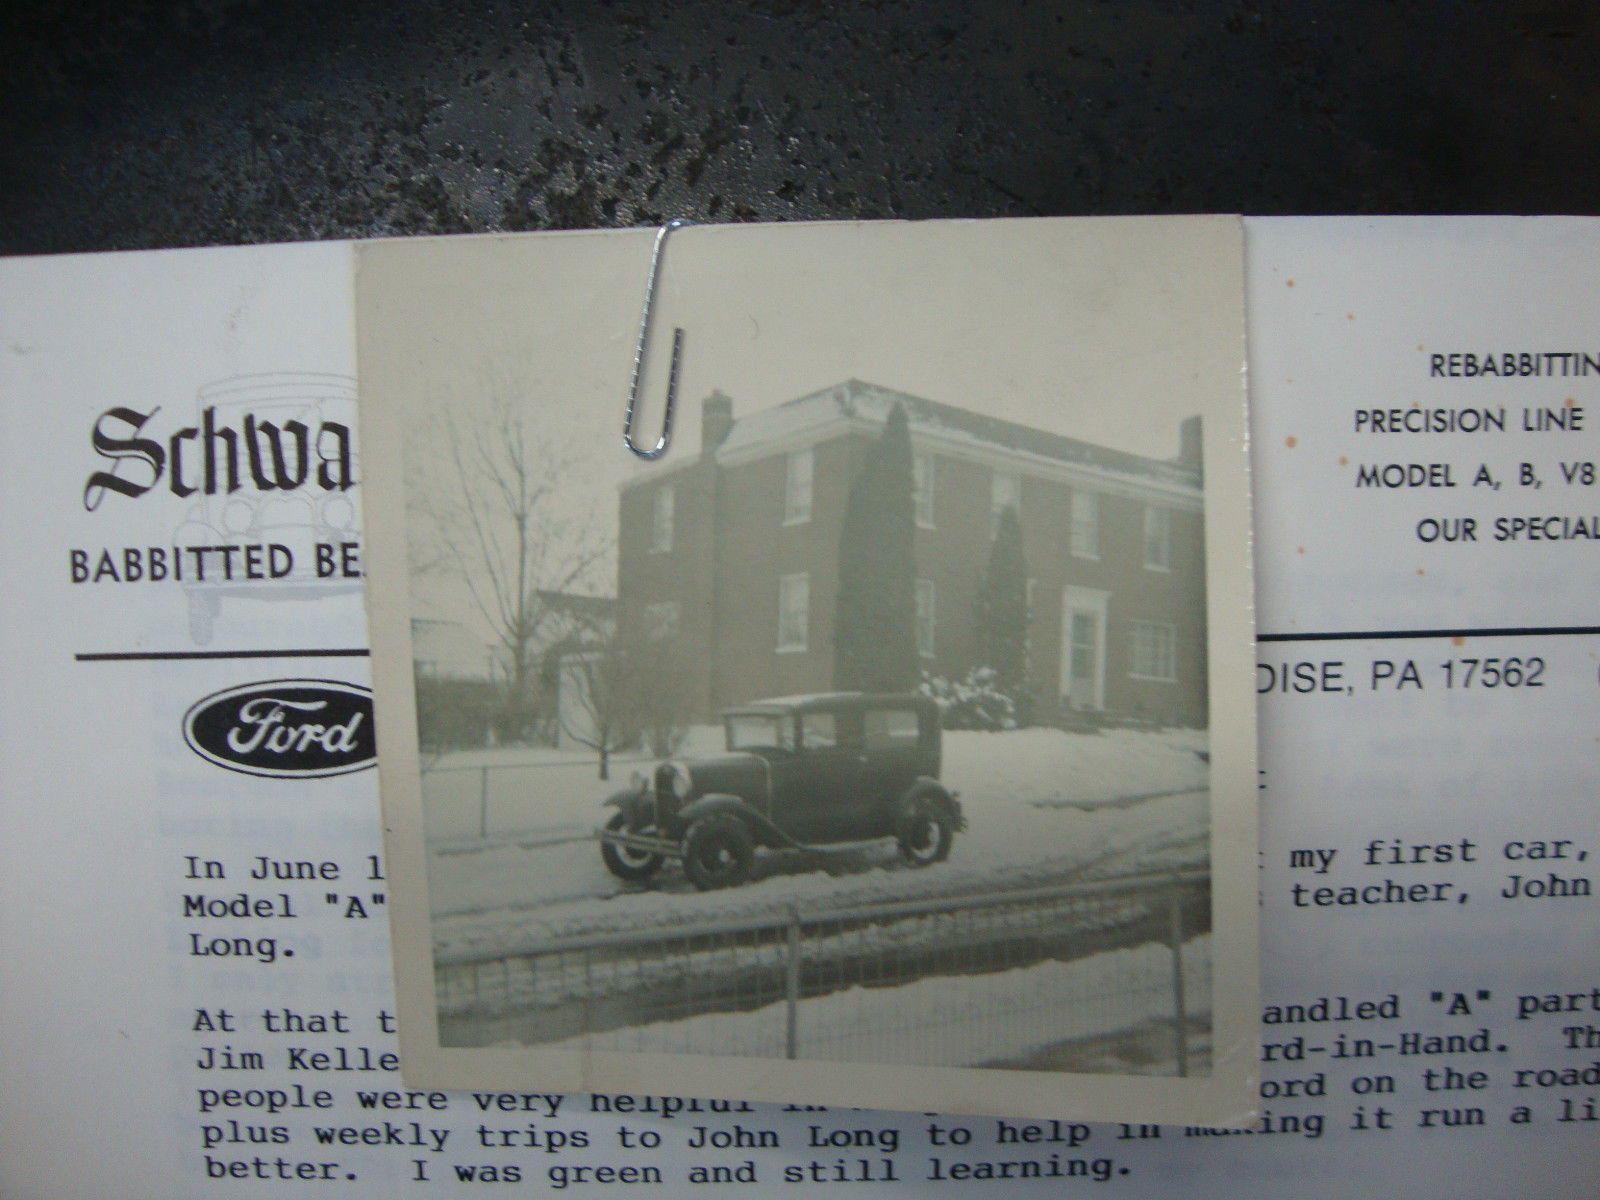 Schwa
BABBITTED BE
REBABBITTIN
PRECISION LINE
MODEL A, B, V8
OUR SPECIAL
DISE, PA 17562
Ford
In June 1 my first car,
Model "A" teacher, John
Long.
At that t andled "A" part
Jim Kelle rd-in-Hand. Th
people were very helpful in ord on the road
plus weekly trips to John Long to help in making it run a li
better. I was green and still learning.